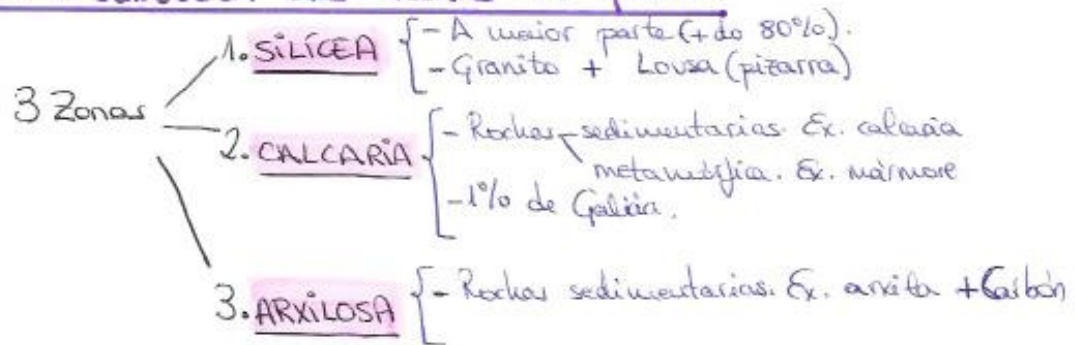 1. SILÍCEA
- A maior parte (+ do 80%).
- Granito + Lousa (pizarra)
3 Zonas
2. CALCARIA
- Rochas sedimentarias. Ex. calcaria
metamórfica. Ex. mármore
- 1% de Galicia.
3. ARXILOSA
- Rochas sedimentarias. Ex. arxila + Carbón